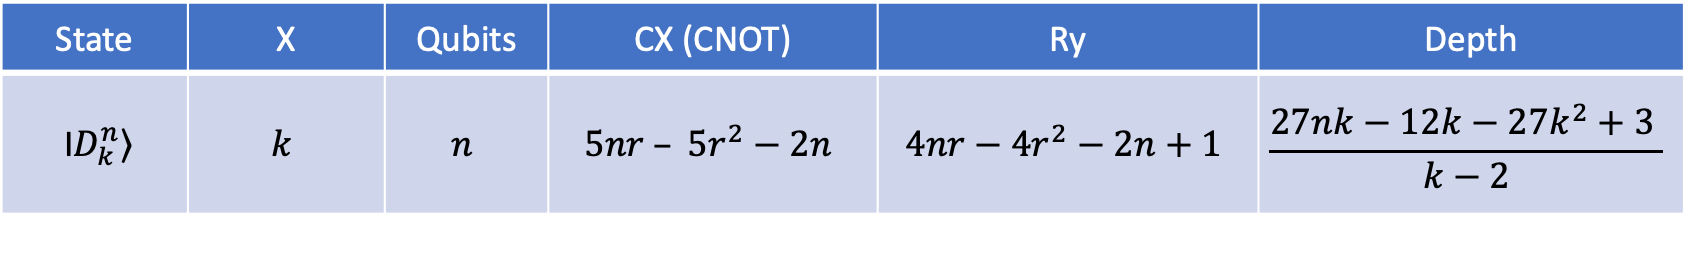 State X Qubits CX (CNOT) Ry Depth
|D_k^n⟩ k n 5nr – 5r² − 2n 4nr − 4r² − 2n + 1 27nk − 12k − 27k² + 3
k − 2